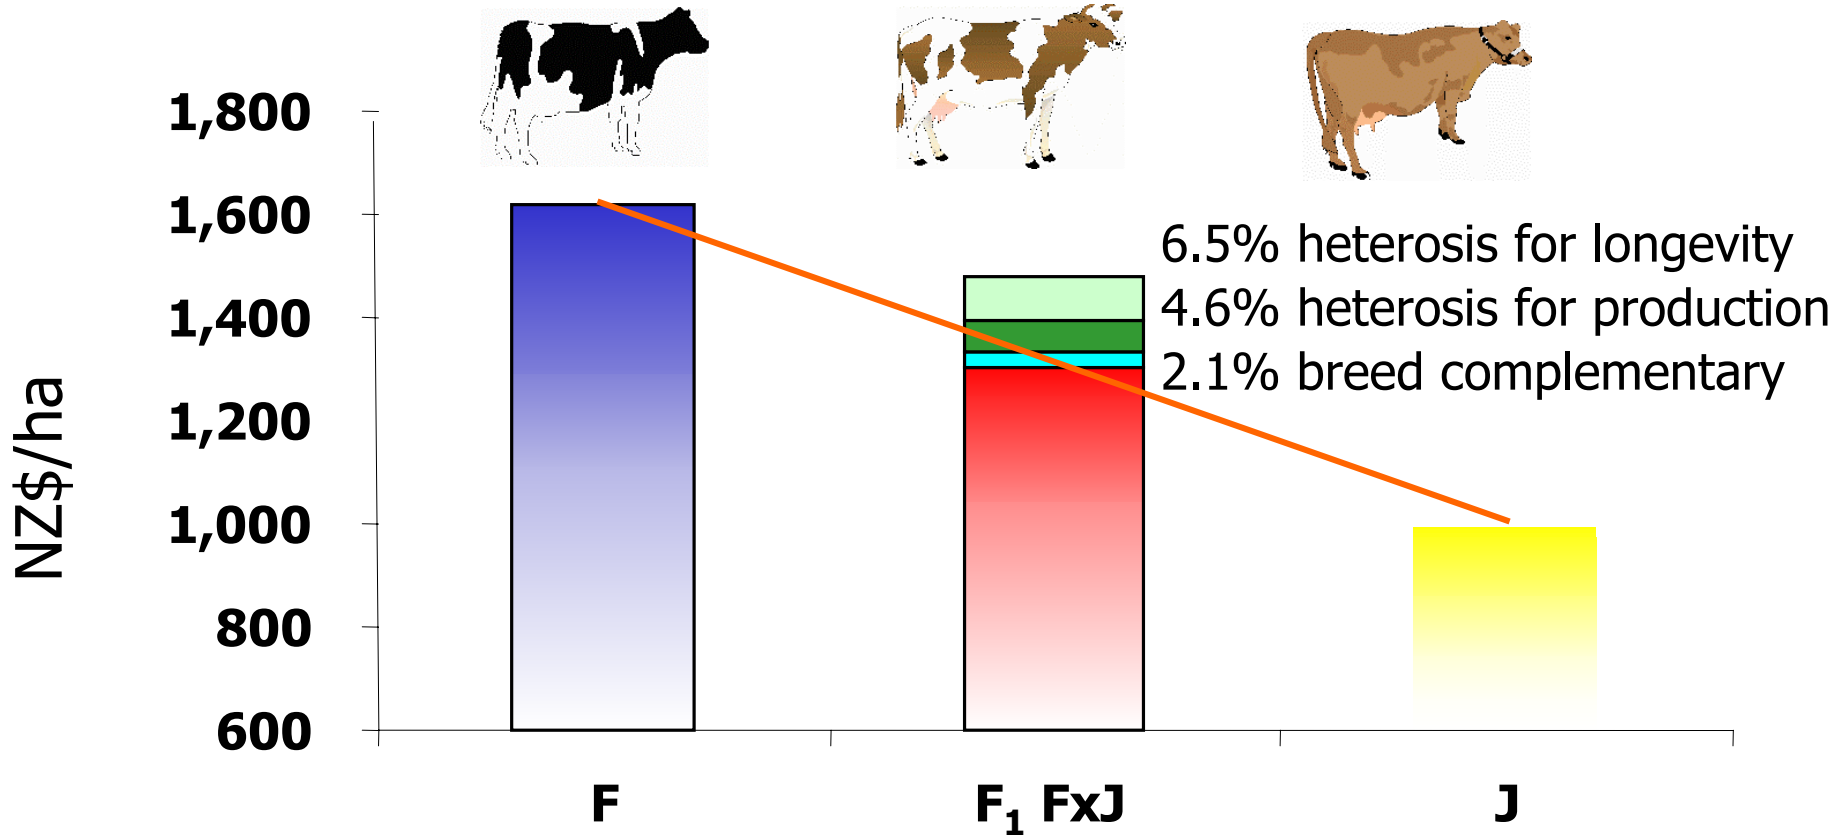 1,800
1,600
1,400
1,200
1,000
800
600
NZ$/ha
6.5% heterosis for longevity
4.6% heterosis for production
2.1% breed complementary
F
F₁ FxJ
J